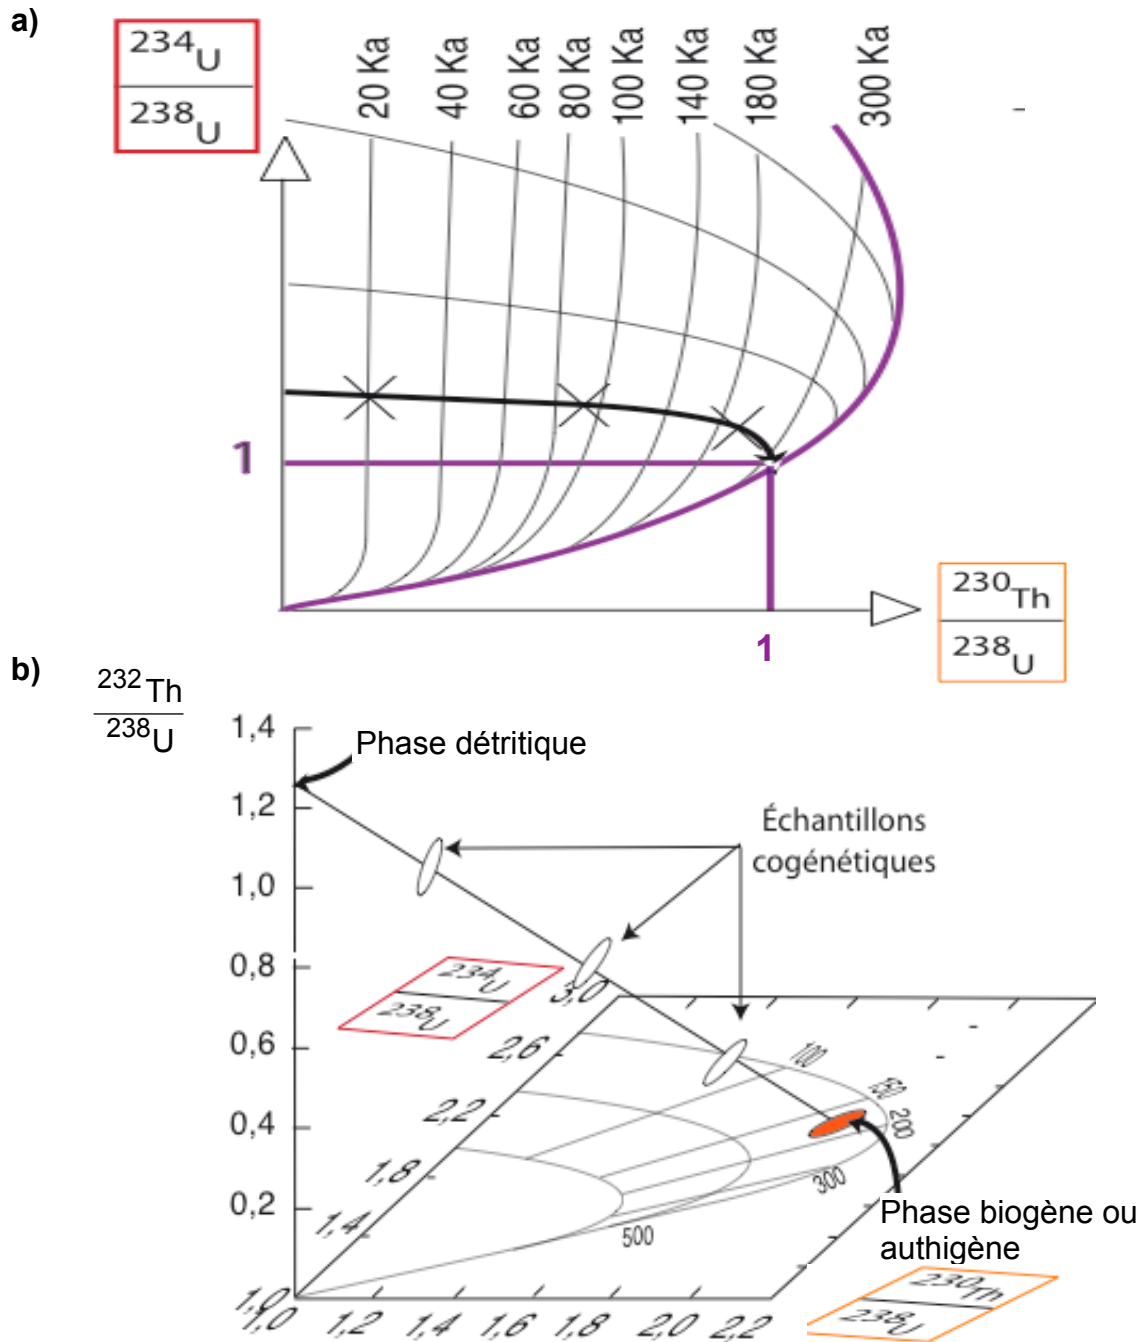 a)
234U
238U
20 Ka
40 Ka
60 Ka
80 Ka
100 Ka
140 Ka
180 Ka
300 Ka
1
1
230Th
238U
b)
232Th
238U
1,4
1,2
1,0
0,8
0,6
0,4
0,2
1,0
Phase détritique
Échantillons
cogénétiques
234U
238U
3,0
2,6
2,2
1,8
1,4
100
150
200
300
500
Phase biogène ou
authigène
230Th
238U
1,0
1,2
1,4
1,6
1,8
2,0
2,2